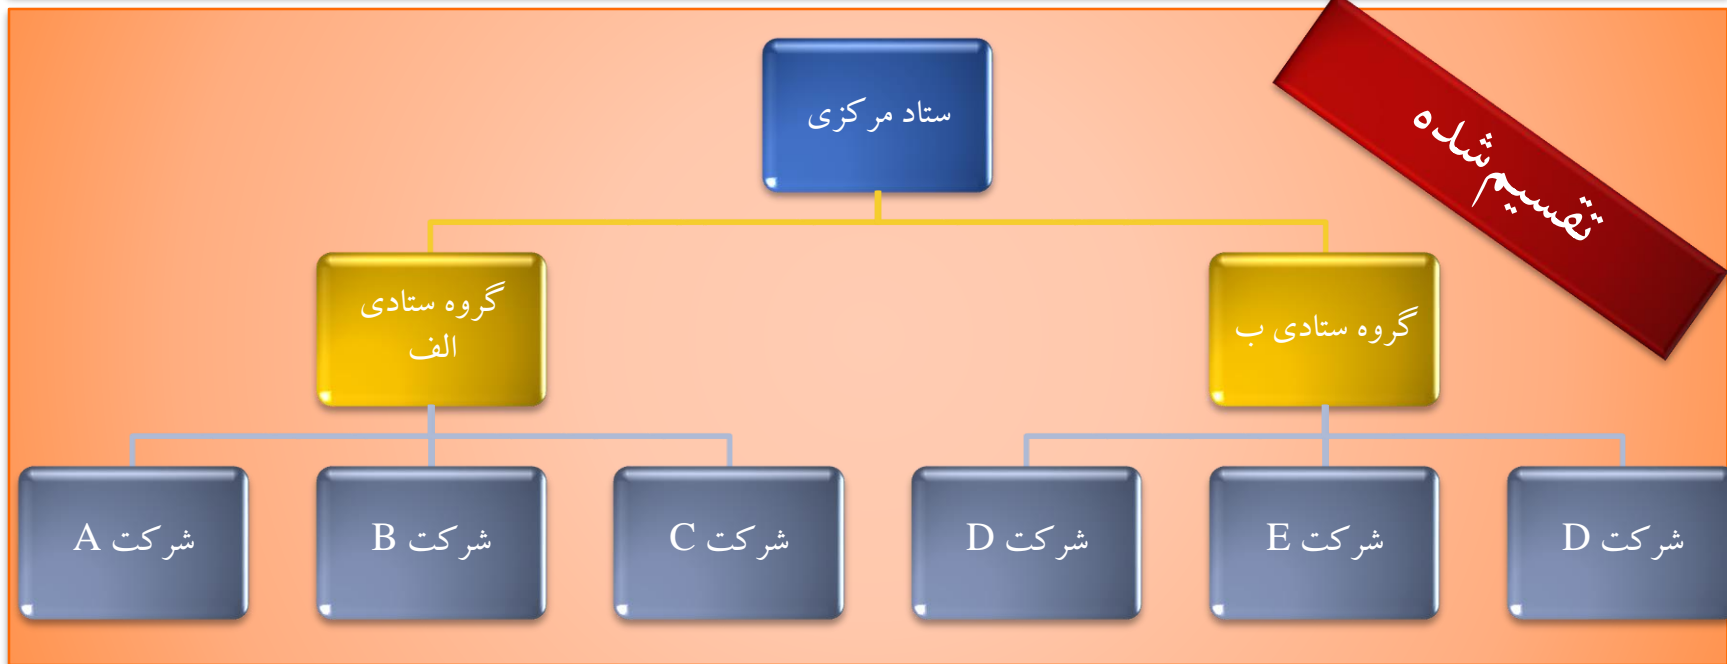 ستاد مرکزی
تقسیم‌شده
گروه ستادی
الف
گروه ستادی ب
شرکت A
شرکت B
شرکت C
شرکت D
شرکت E
شرکت D